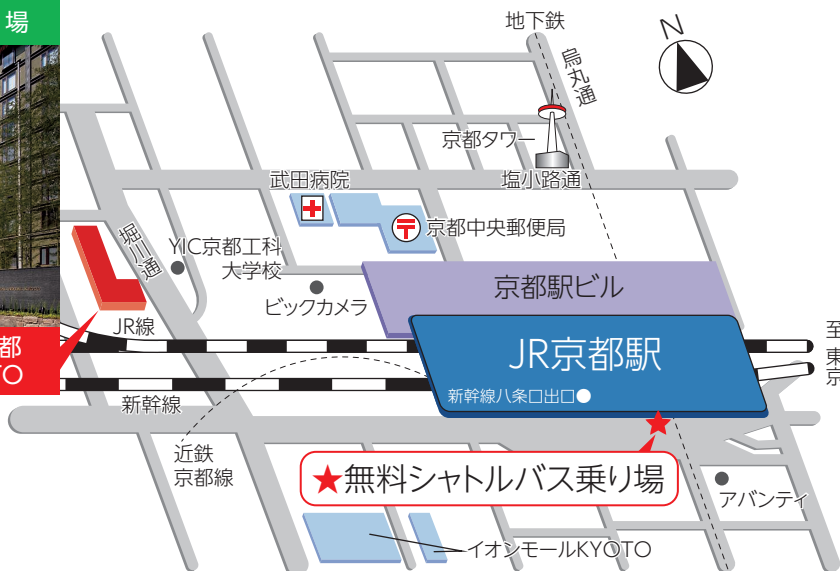 場
地下鉄
N
烏丸通
京都タワー
武田病院
塩小路通
京都中央郵便局
堀川通
YIC京都工科
大学校
ビックカメラ
京都駅ビル
JR線
JR京都駅
至
東京
都
TO
新幹線
新幹線八条口出口●
近鉄
京都線
★無料シャトルバス乗り場
アバンティ
イオンモールKYOTO